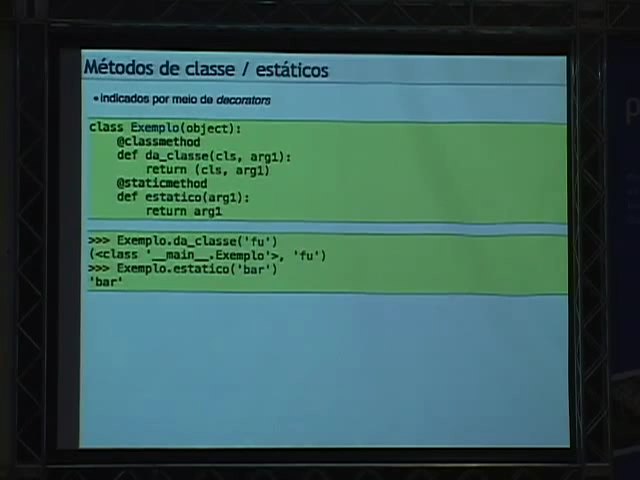 Métodos de classe / estáticos
•indicados por meio de decorators
class Exemplo(object):
    @classmethod
    def da_classe(cls, arg1):
        return (cls, arg1)
    @staticmethod
    def estatico(arg1):
        return arg1
>>> Exemplo.da_classe('fu')
(<class '__main__.Exemplo'>, 'fu')
>>> Exemplo.estatico('bar')
'bar'